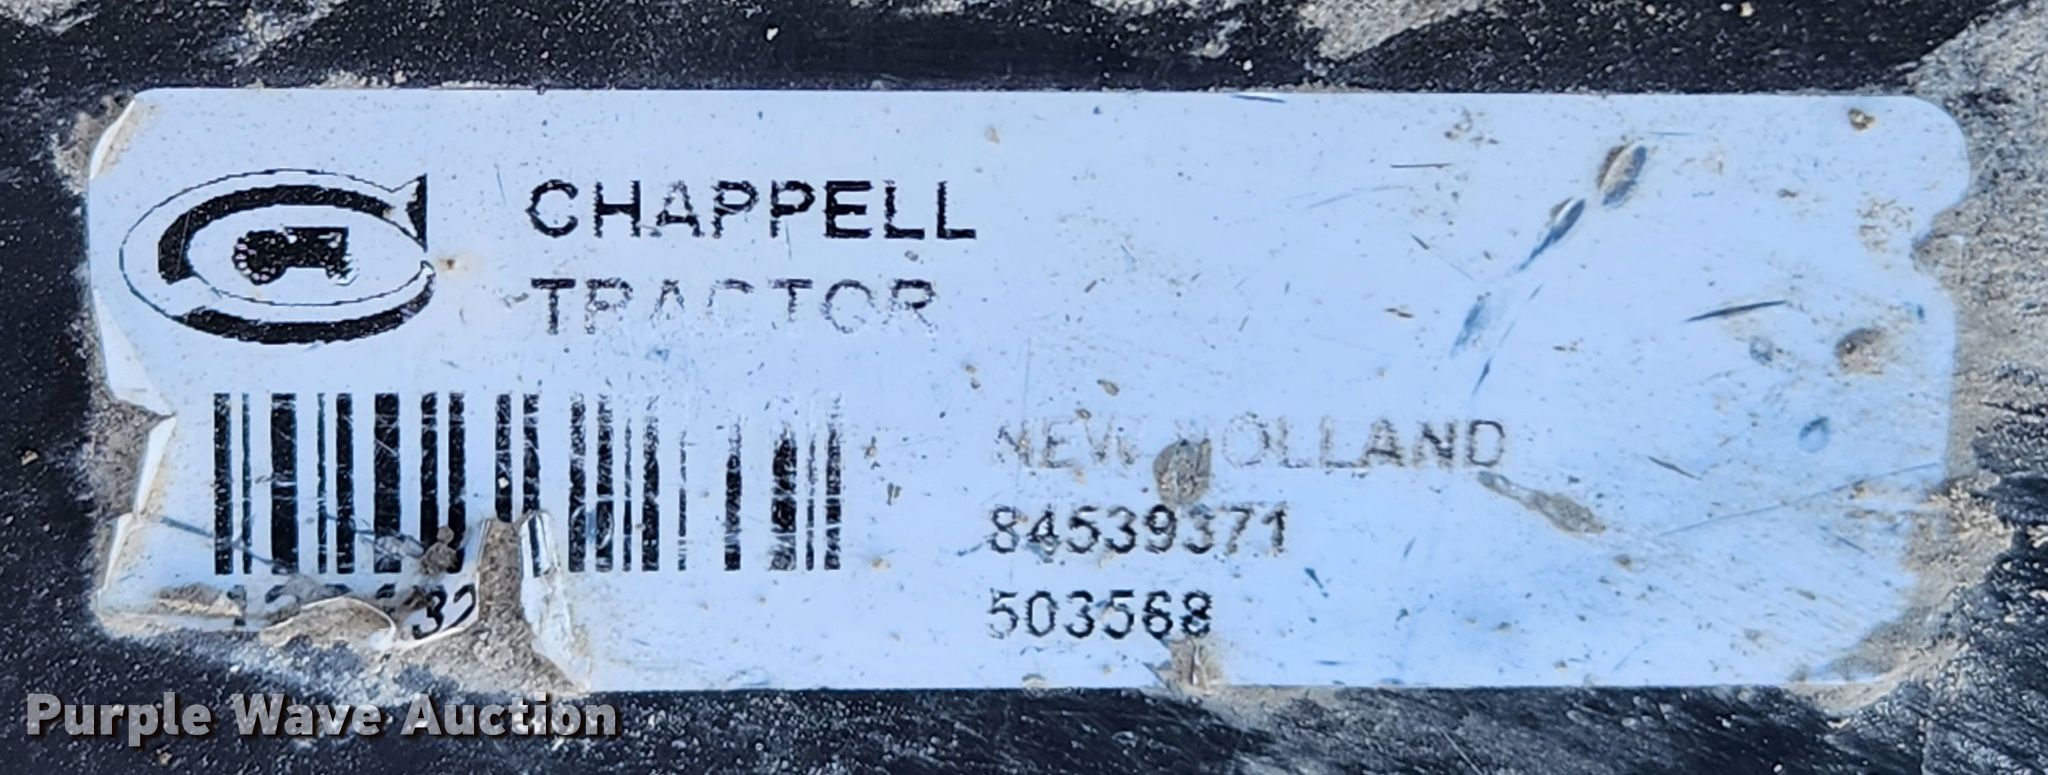 CHAPPELL
TRACTOR
NEW HOLLAND
84539371
503568
Purple Wave Auction